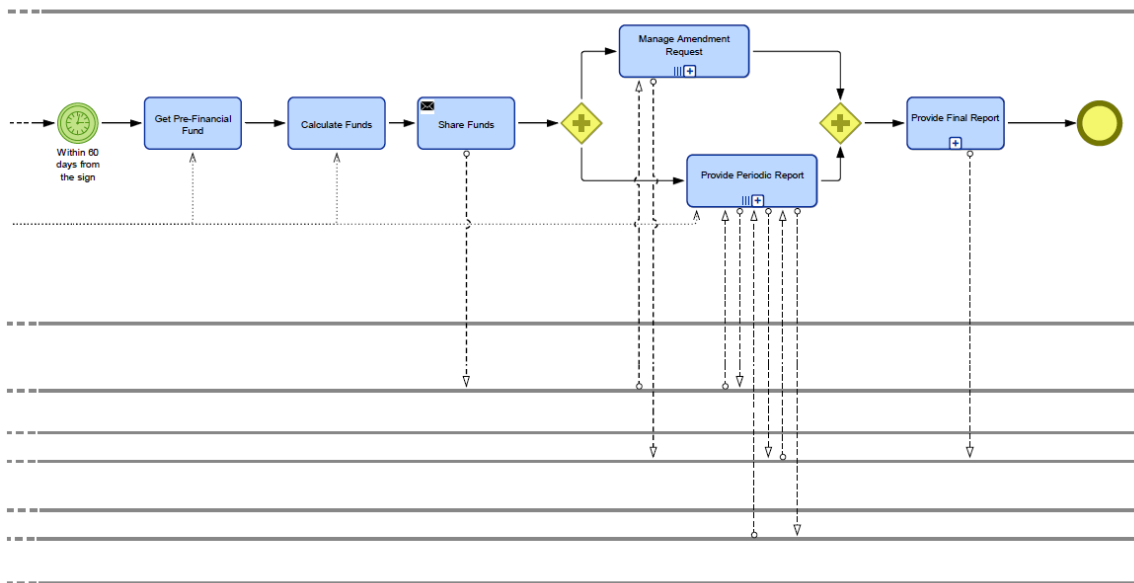 Manage Amendment
Request
Get Pre-Financial
Fund
Calculate Funds
Share Funds
Provide Final Report
Within 60
days from
the sign
Provide Periodic Report